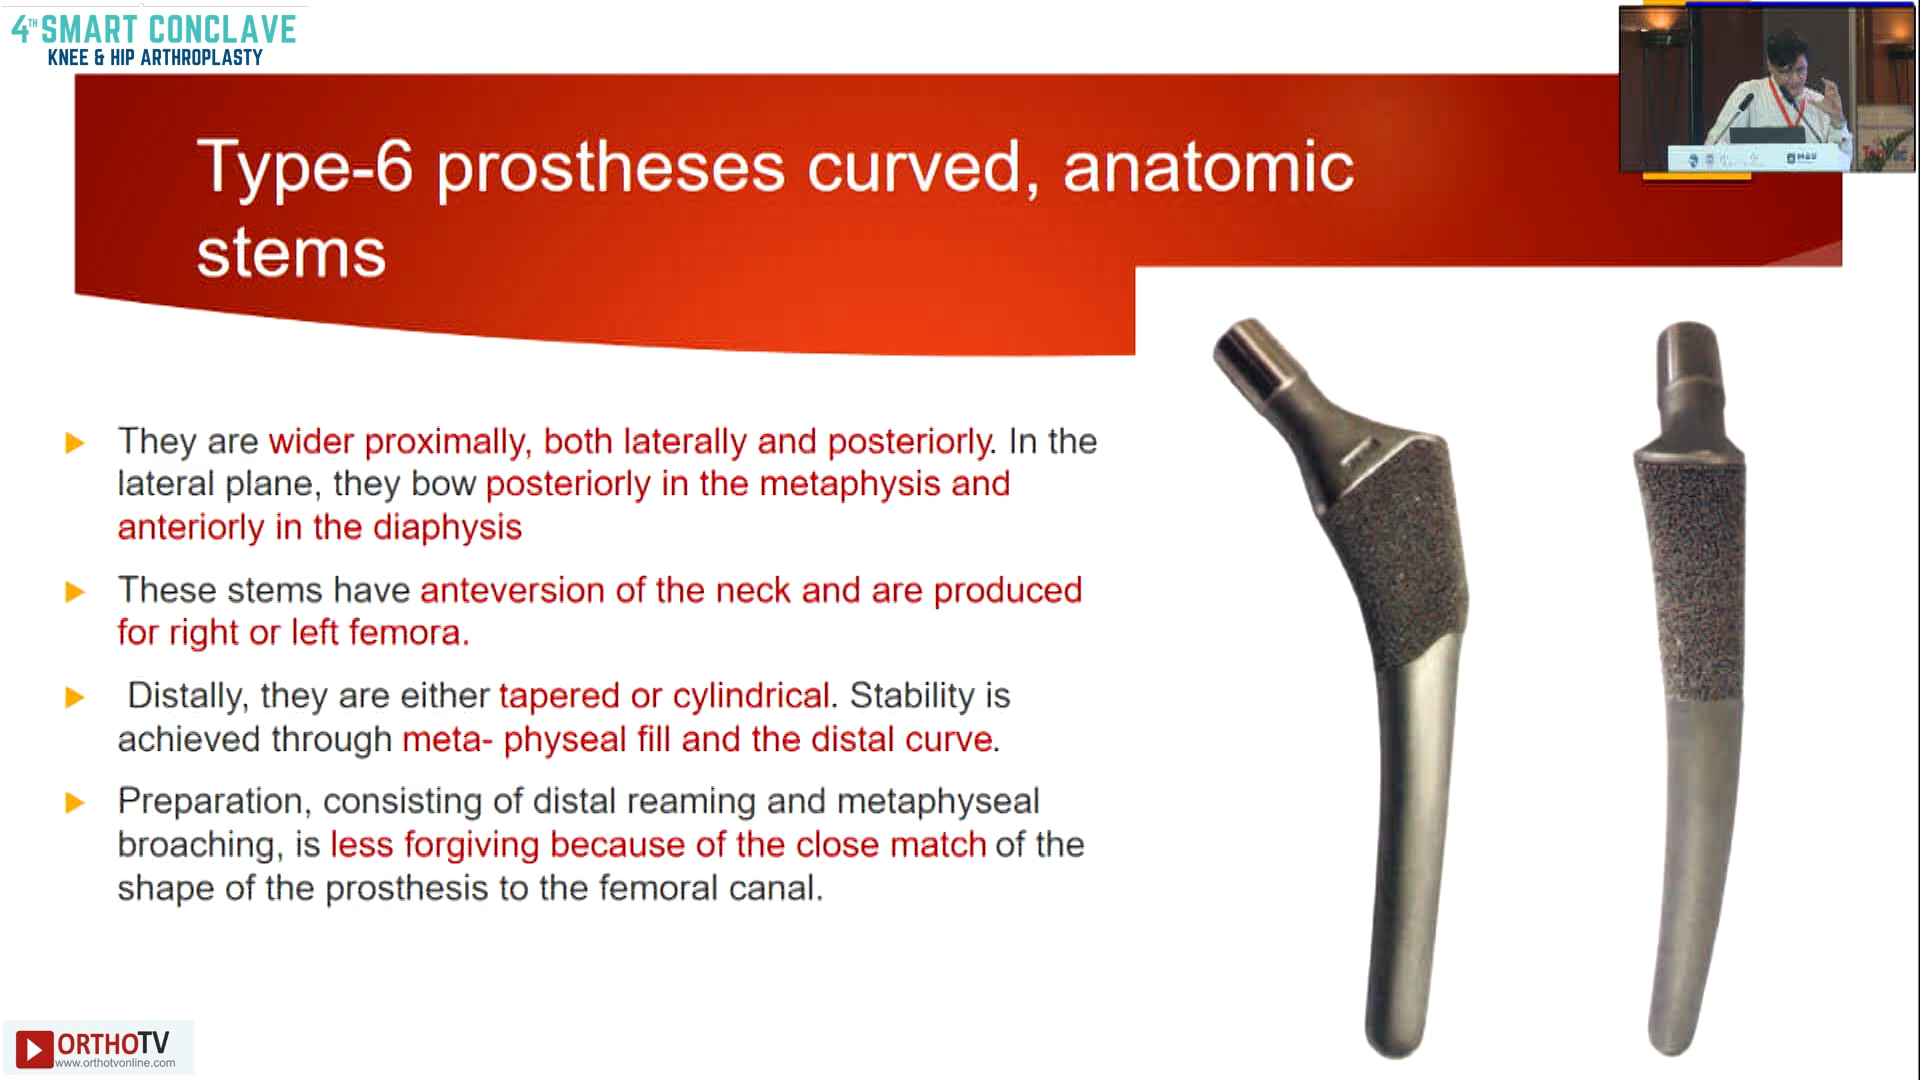 4TH SMART CONCLAVE
KNEE & HIP ARTHROPLASTY
Type-6 prostheses curved, anatomic
stems
They are wider proximally, both laterally and posteriorly. In the
lateral plane, they bow posteriorly in the metaphysis and
anteriorly in the diaphysis
These stems have anteversion of the neck and are produced
for right or left femora.
Distally, they are either tapered or cylindrical. Stability is
achieved through meta- physeal fill and the distal curve.
Preparation, consisting of distal reaming and metaphyseal
broaching, is less forgiving because of the close match of the
shape of the prosthesis to the femoral canal.
ORTHOTV
www.orthotvonline.com